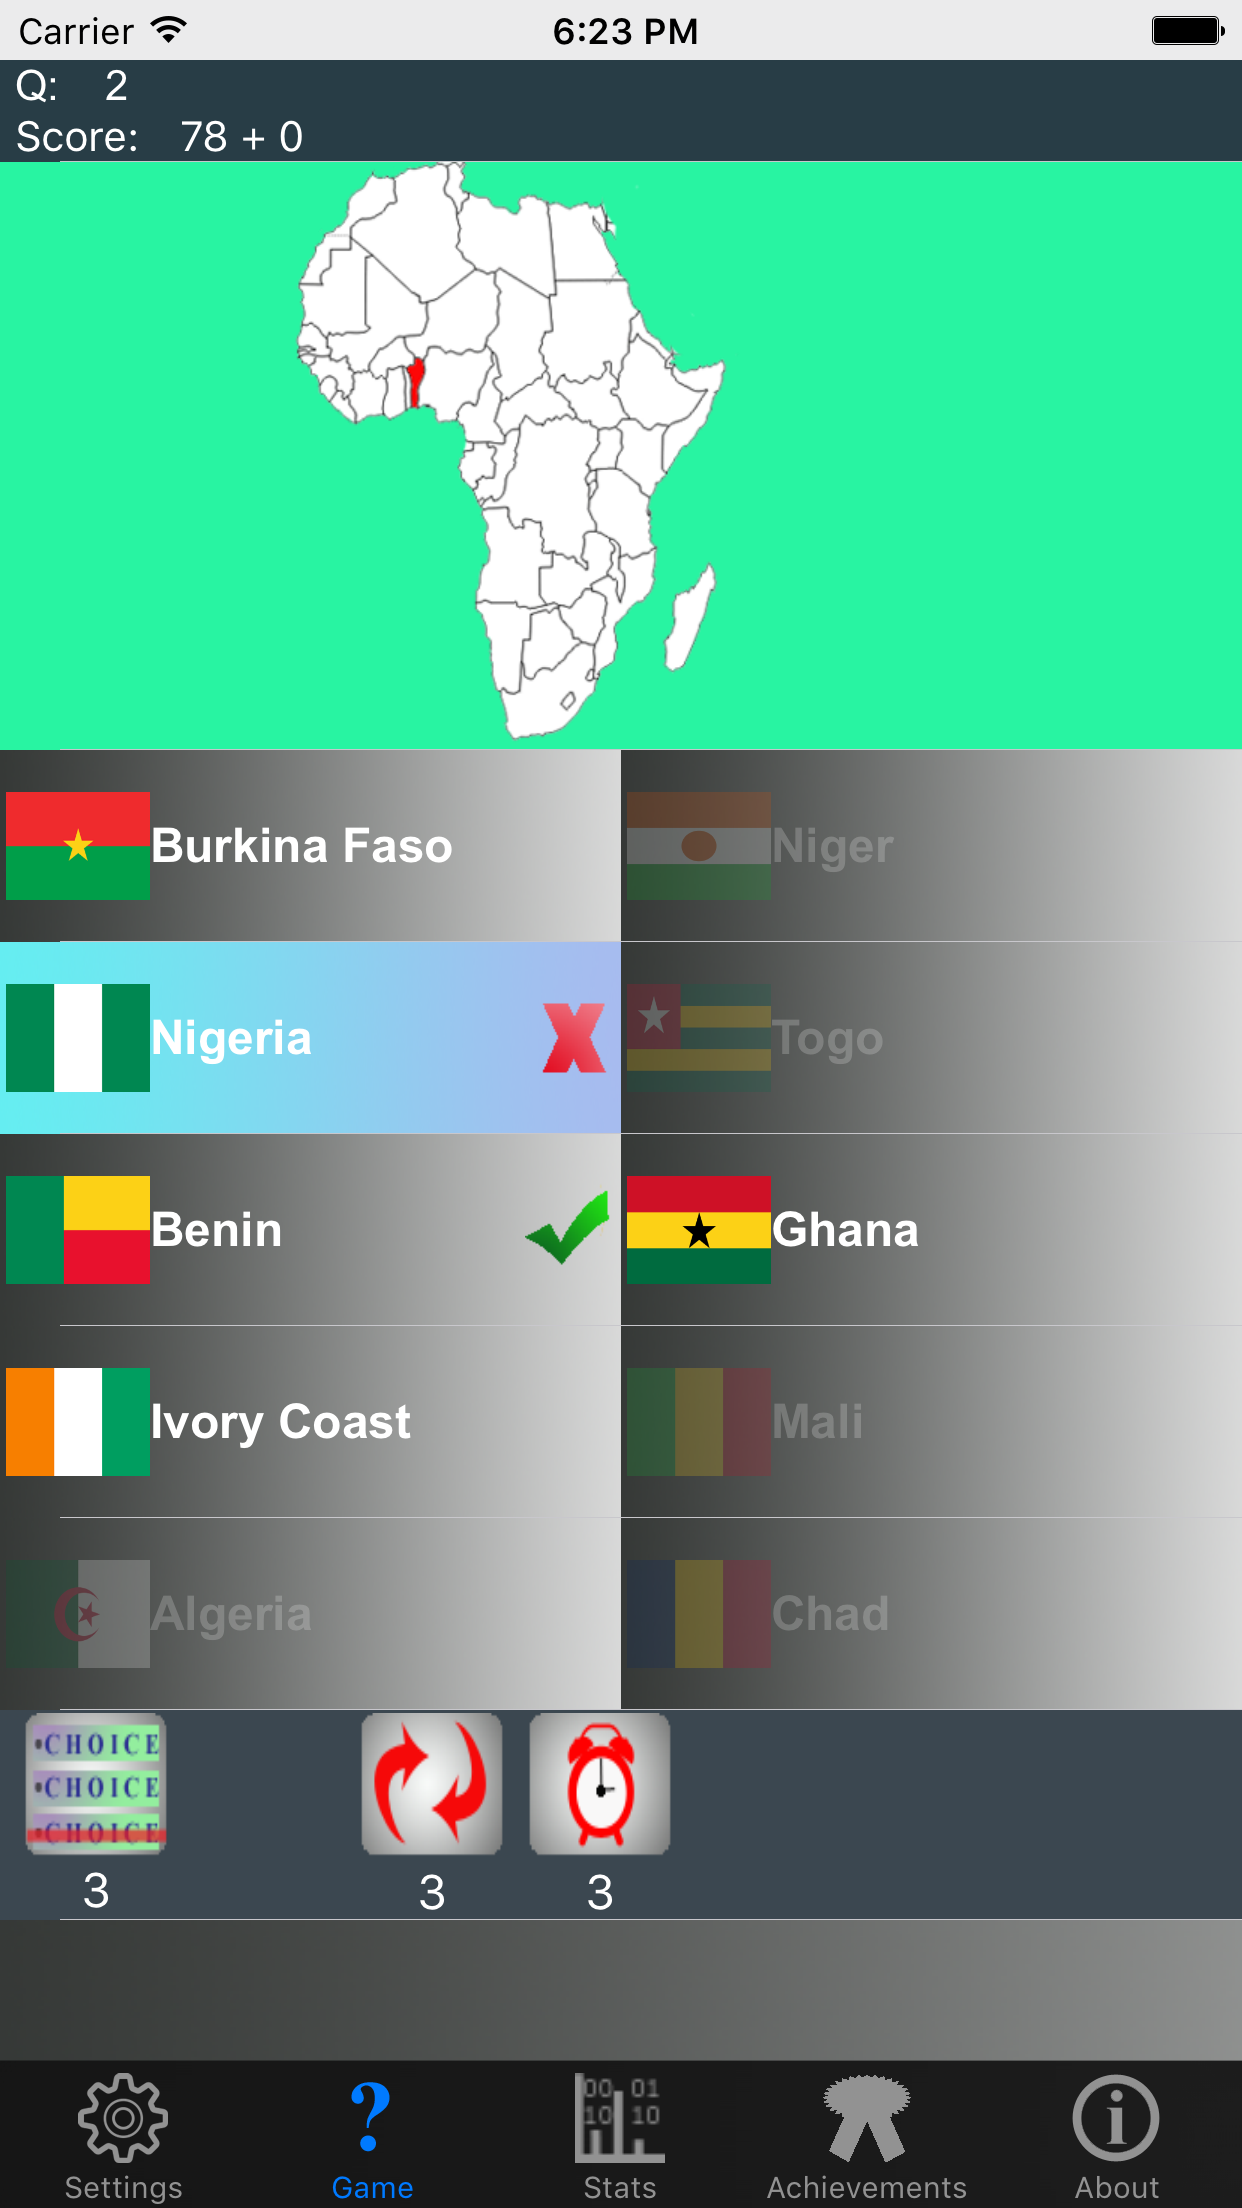 Carrier 6:23 PM
Q: 2
Score: 78 + 0
Burkina Faso
Niger
Nigeria
Togo
Benin
Ghana
Ivory Coast
Mali
Algeria
Chad
•CHOICE
•CHOICE
•CHOICE
3
3
3
00 01
10 10
Settings
Game
Stats
Achievements
About